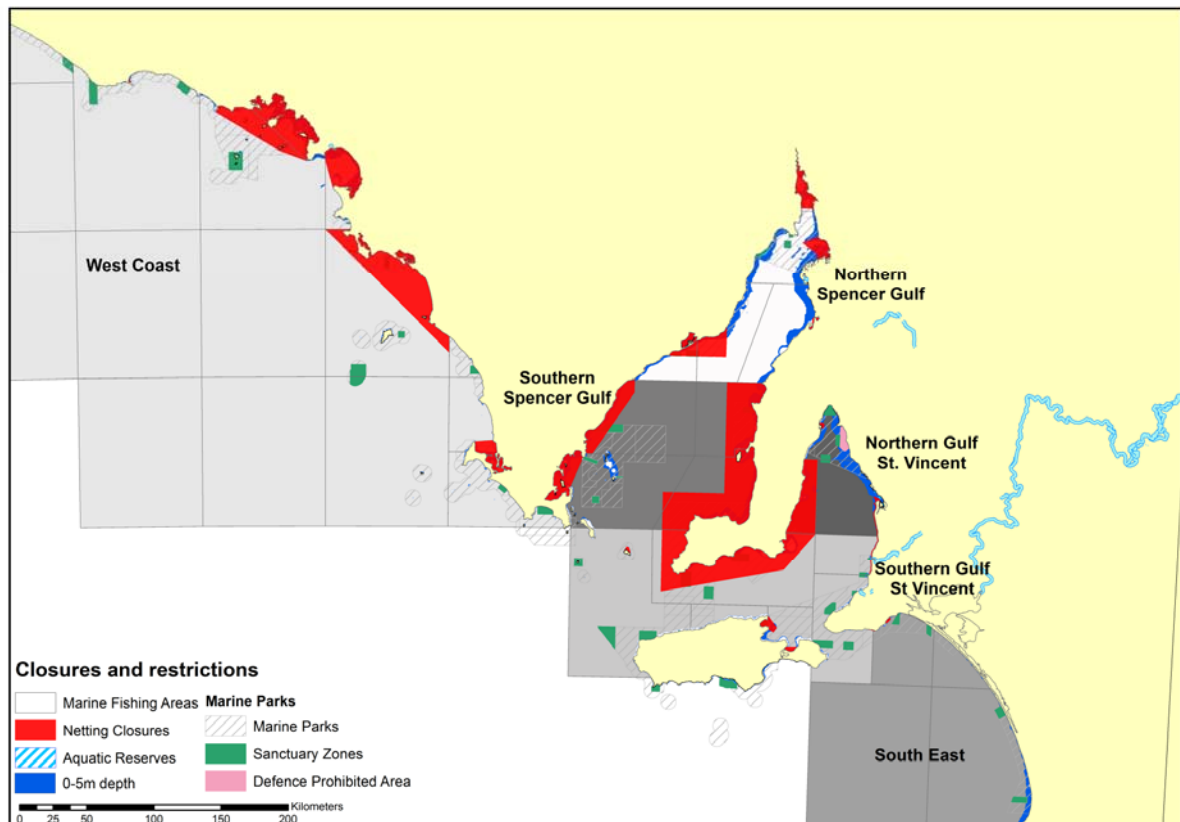 West Coast
Northern
Spencer Gulf
Southern
Spencer Gulf
Northern Gulf
St. Vincent
Southern Gulf
St Vincent
South East
Closures and restrictions
Marine Fishing Areas
Netting Closures
Aquatic Reserves
0-5m depth
Marine Parks
Marine Parks
Sanctuary Zones
Defence Prohibited Area
Kilometers
0 25 50 100 150 200